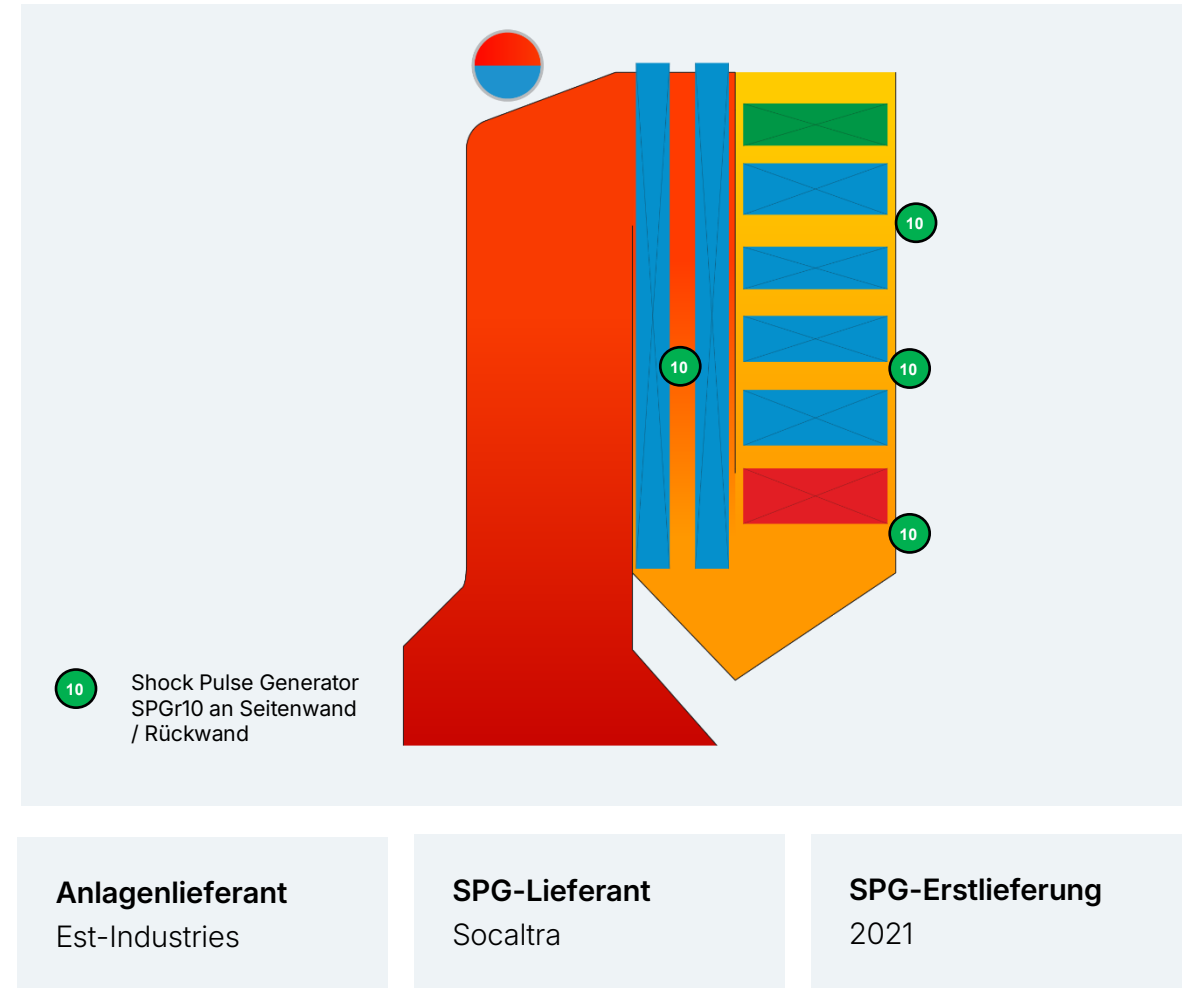 10
10
10
10
10
Shock Pulse Generator
SPGr10 an Seitenwand
/ Rückwand
Anlagenlieferant
Est-Industries
SPG-Lieferant
Socaltra
SPG-Erstlieferung
2021